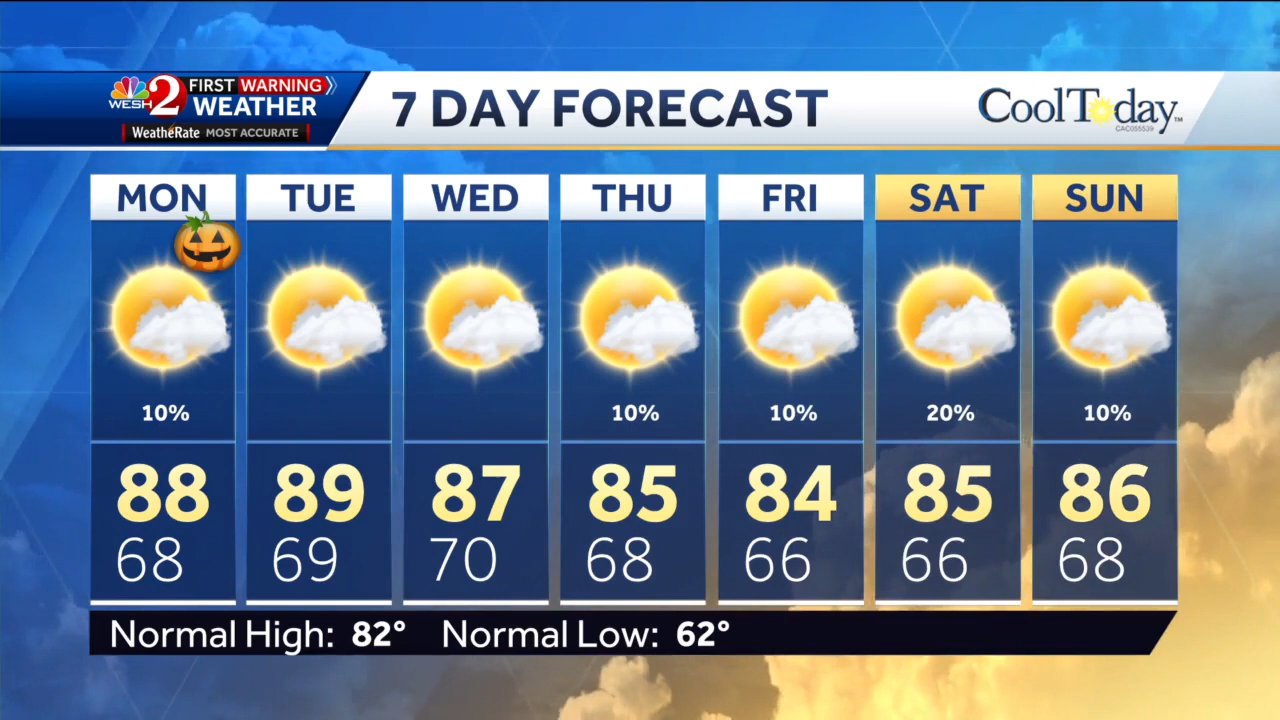 WESH 2 FIRST WARNING WEATHER
WeatheRate MOST ACCURATE
7 DAY FORECAST
CoolToday™
CAC055539
MON TUE WED THU FRI SAT SUN
10% 10% 10% 20% 10%
88 89 87 85 84 85 86
68 69 70 68 66 66 68
Normal High: 82° Normal Low: 62°